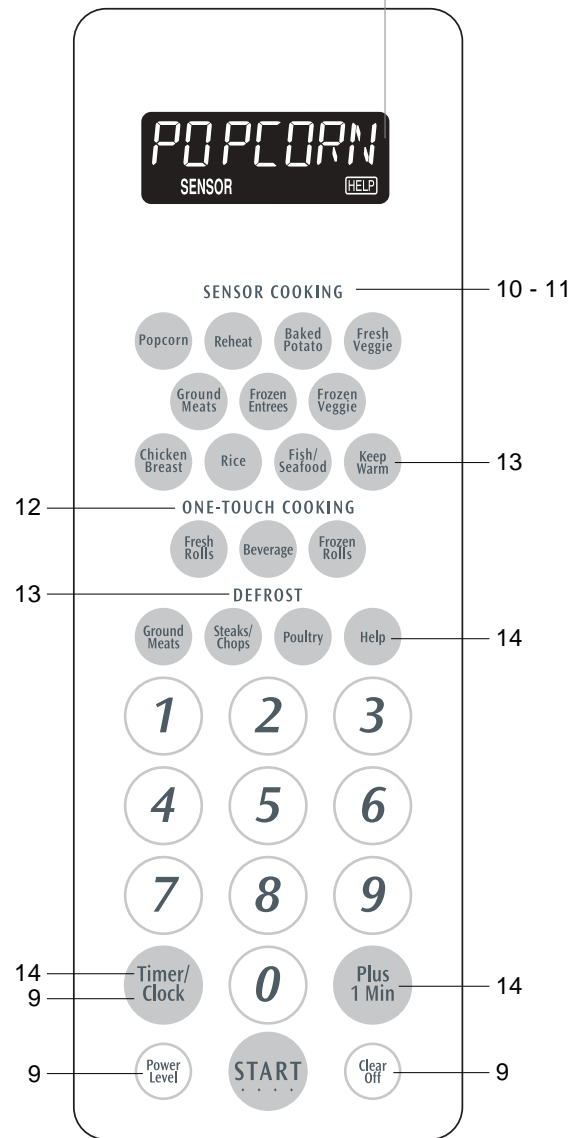 POPCORN
SENSOR HELP
SENSOR COOKING 10 - 11
Popcorn Reheat Baked Potato Fresh Veggie
Ground Meats Frozen Entrees Frozen Veggie
Chicken Breast Rice Fish/ Seafood Keep Warm 13
12 ONE-TOUCH COOKING
Fresh Rolls Beverage Frozen Rolls
13 DEFROST
Ground Meats Steaks/ Chops Poultry Help 14
1 2 3
4 5 6
7 8 9
14 9 Timer/ Clock 0 Plus 1 Min 14
9 Power Level START Clear Off 9